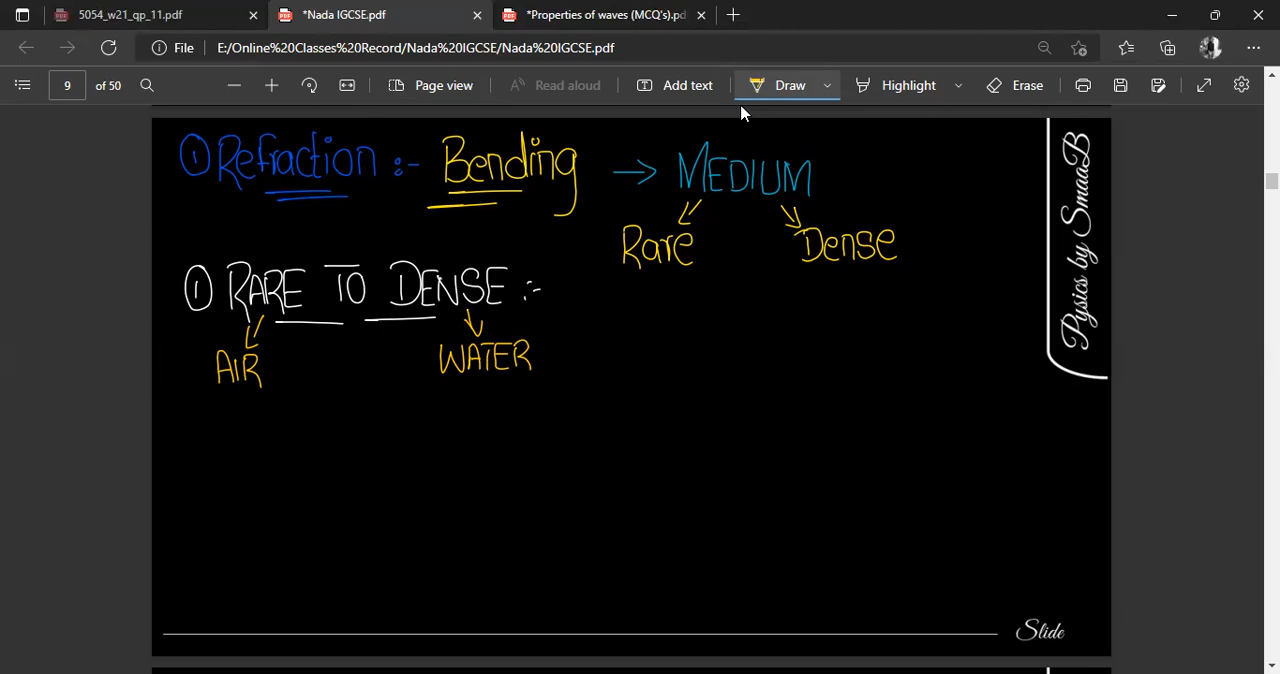 5054_w21_qp_11.pdf
*Nada IGCSE.pdf
*Properties of waves (MCQ's).pd
File E:/Online%20Classes%20Record/Nada%20IGCSE/Nada%20IGCSE.pdf
9 of 50 Page view Read aloud Add text Draw Highlight Erase
① Refraction :- Bending → MEDIUM
Rare Dense
① RARE TO DENSE :-
AIR WATER
Pysics by SmaaB
Slide